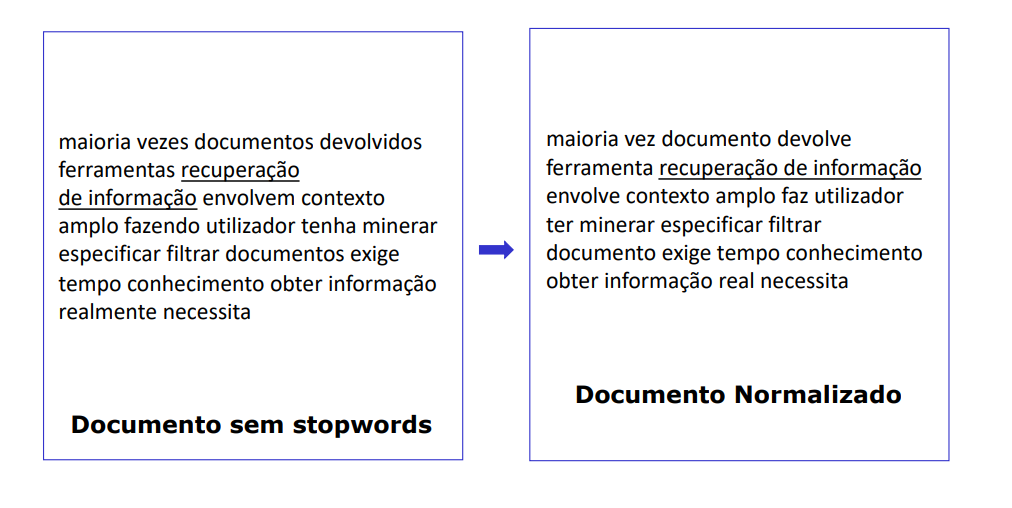 maioria vezes documentos devolvidos
ferramentas recuperação
de informação envolvem contexto
amplo fazendo utilizador tenha minerar
especificar filtrar documentos exige
tempo conhecimento obter informação
realmente necessita
Documento sem stopwords
maioria vez documento devolve
ferramenta recuperação de informação
envolve contexto amplo faz utilizador
ter minerar especificar filtrar
documento exige tempo conhecimento
obter informação real necessita
Documento Normalizado